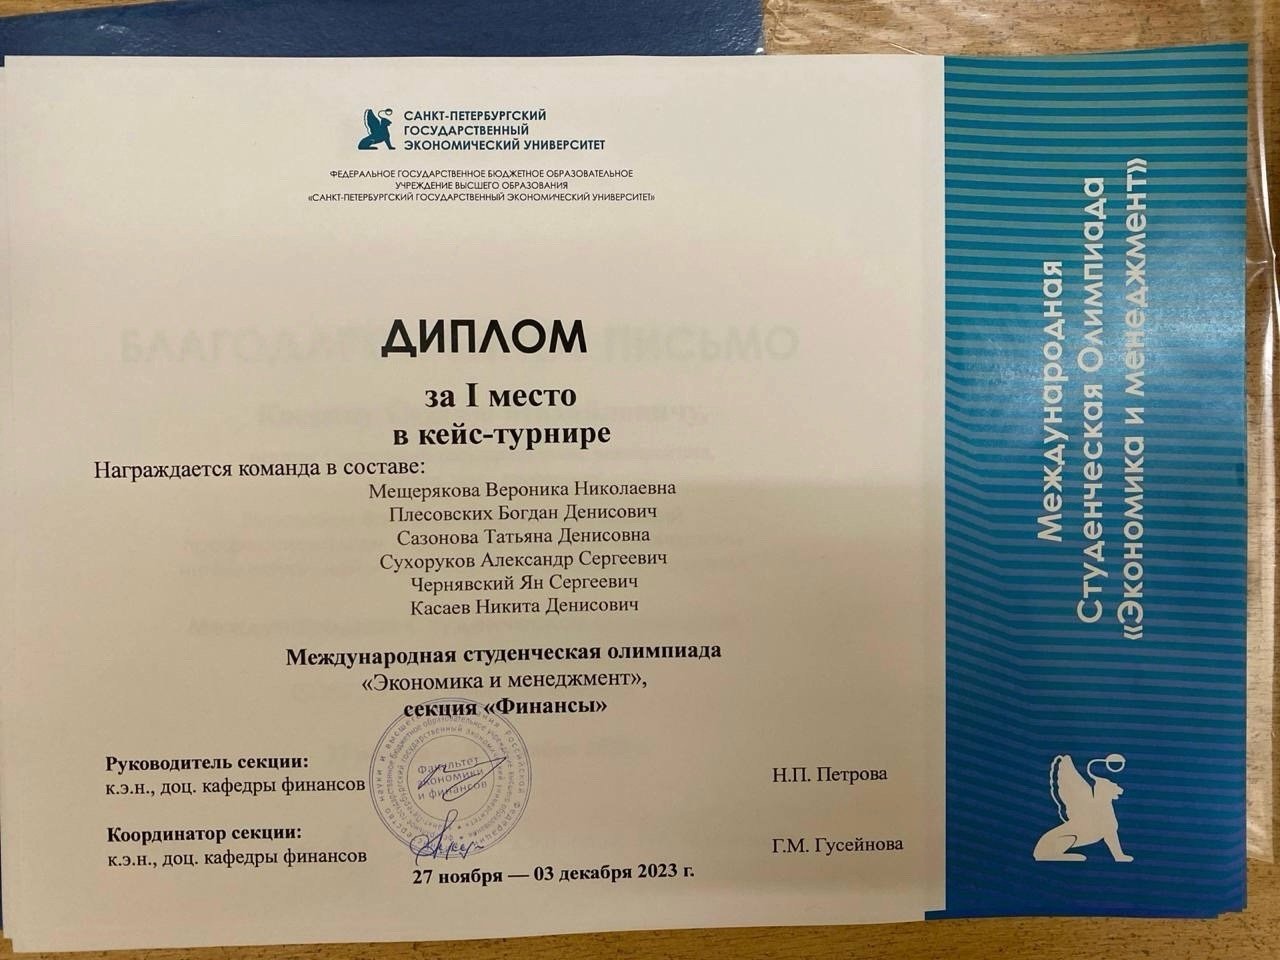 САНКТ-ПЕТЕРБУРГСКИЙ
ГОСУДАРСТВЕННЫЙ
ЭКОНОМИЧЕСКИЙ УНИВЕРСИТЕТ
ФЕДЕРАЛЬНОЕ ГОСУДАРСТВЕННОЕ БЮДЖЕТНОЕ ОБРАЗОВАТЕЛЬНОЕ
УЧРЕЖДЕНИЕ ВЫСШЕГО ОБРАЗОВАНИЯ
«САНКТ-ПЕТЕРБУРГСКИЙ ГОСУДАРСТВЕННЫЙ ЭКОНОМИЧЕСКИЙ УНИВЕРСИТЕТ»
ДИПЛОМ
за I место
в кейс-турнире
Награждается команда в составе:
Мещерякова Вероника Николаевна
Плесовских Богдан Денисович
Сазонова Татьяна Денисовна
Сухоруков Александр Сергеевич
Чернявский Ян Сергеевич
Касаев Никита Денисович
Международная студенческая олимпиада
«Экономика и менеджмент»,
секция «Финансы»
Руководитель секции:
к.э.н., доц. кафедры финансов
Н.П. Петрова
Координатор секции:
к.э.н., доц. кафедры финансов
Г.М. Гусейнова
27 ноября — 03 декабря 2023 г.
Факультет
экономики
и финансов
Международная
Студенческая Олимпиада
«Экономика и менеджмент»